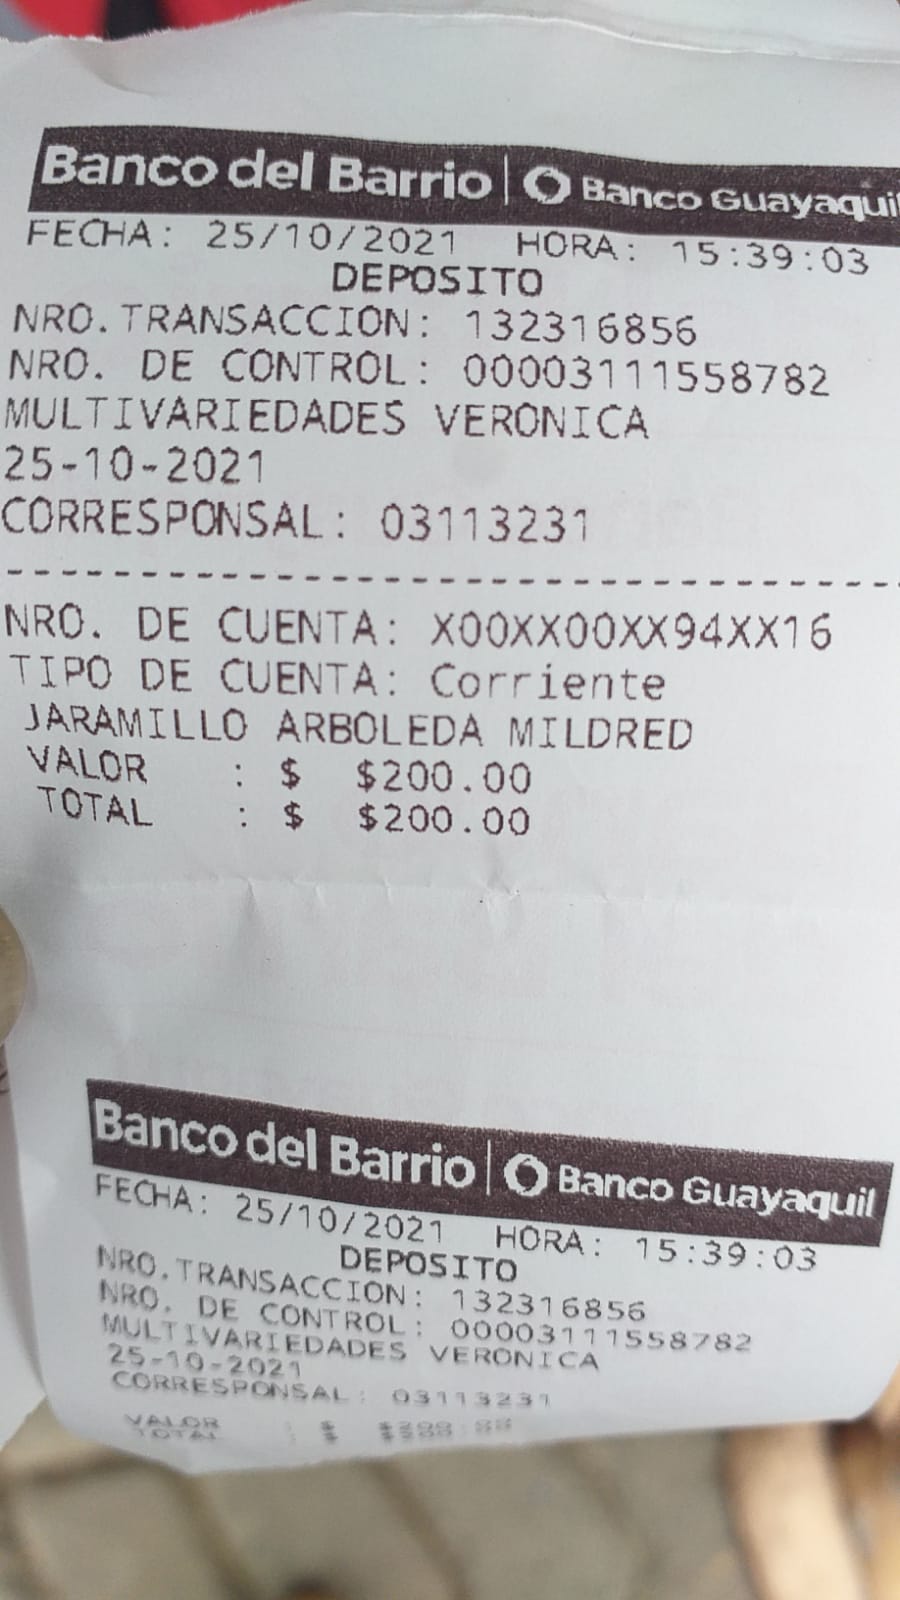 Banco del Barrio | Banco Guayaquil
FECHA: 25/10/2021 HORA: 15:39:03
DEPOSITO
NRO.TRANSACCION: 132316856
NRO. DE CONTROL: 00003111558782
MULTIVARIEDADES VERONICA
25-10-2021
CORRESPONSAL: 03113231
--------------------------------
NRO. DE CUENTA: X00XX00XX94XX16
TIPO DE CUENTA: Corriente
JARAMILLO ARBOLEDA MILDRED
VALOR : $ $200.00
TOTAL : $ $200.00
Banco del Barrio | Banco Guayaquil
FECHA: 25/10/2021 HORA: 15:39:03
DEPOSITO
NRO.TRANSACCION: 132316856
NRO. DE CONTROL: 00003111558782
MULTIVARIEDADES VERONICA
25-10-2021
CORRESPONSAL: 03113231
VALOR : $
TOTAL : $